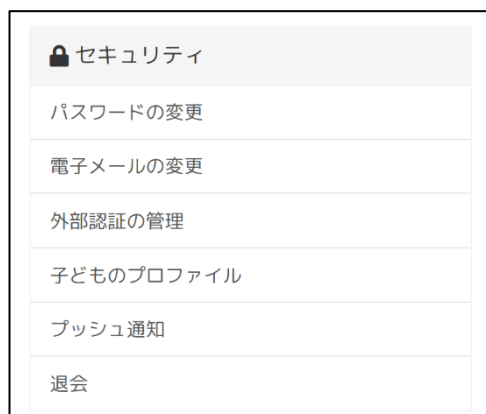 セキュリティ
パスワードの変更
電子メールの変更
外部認証の管理
子どものプロファイル
プッシュ通知
退会